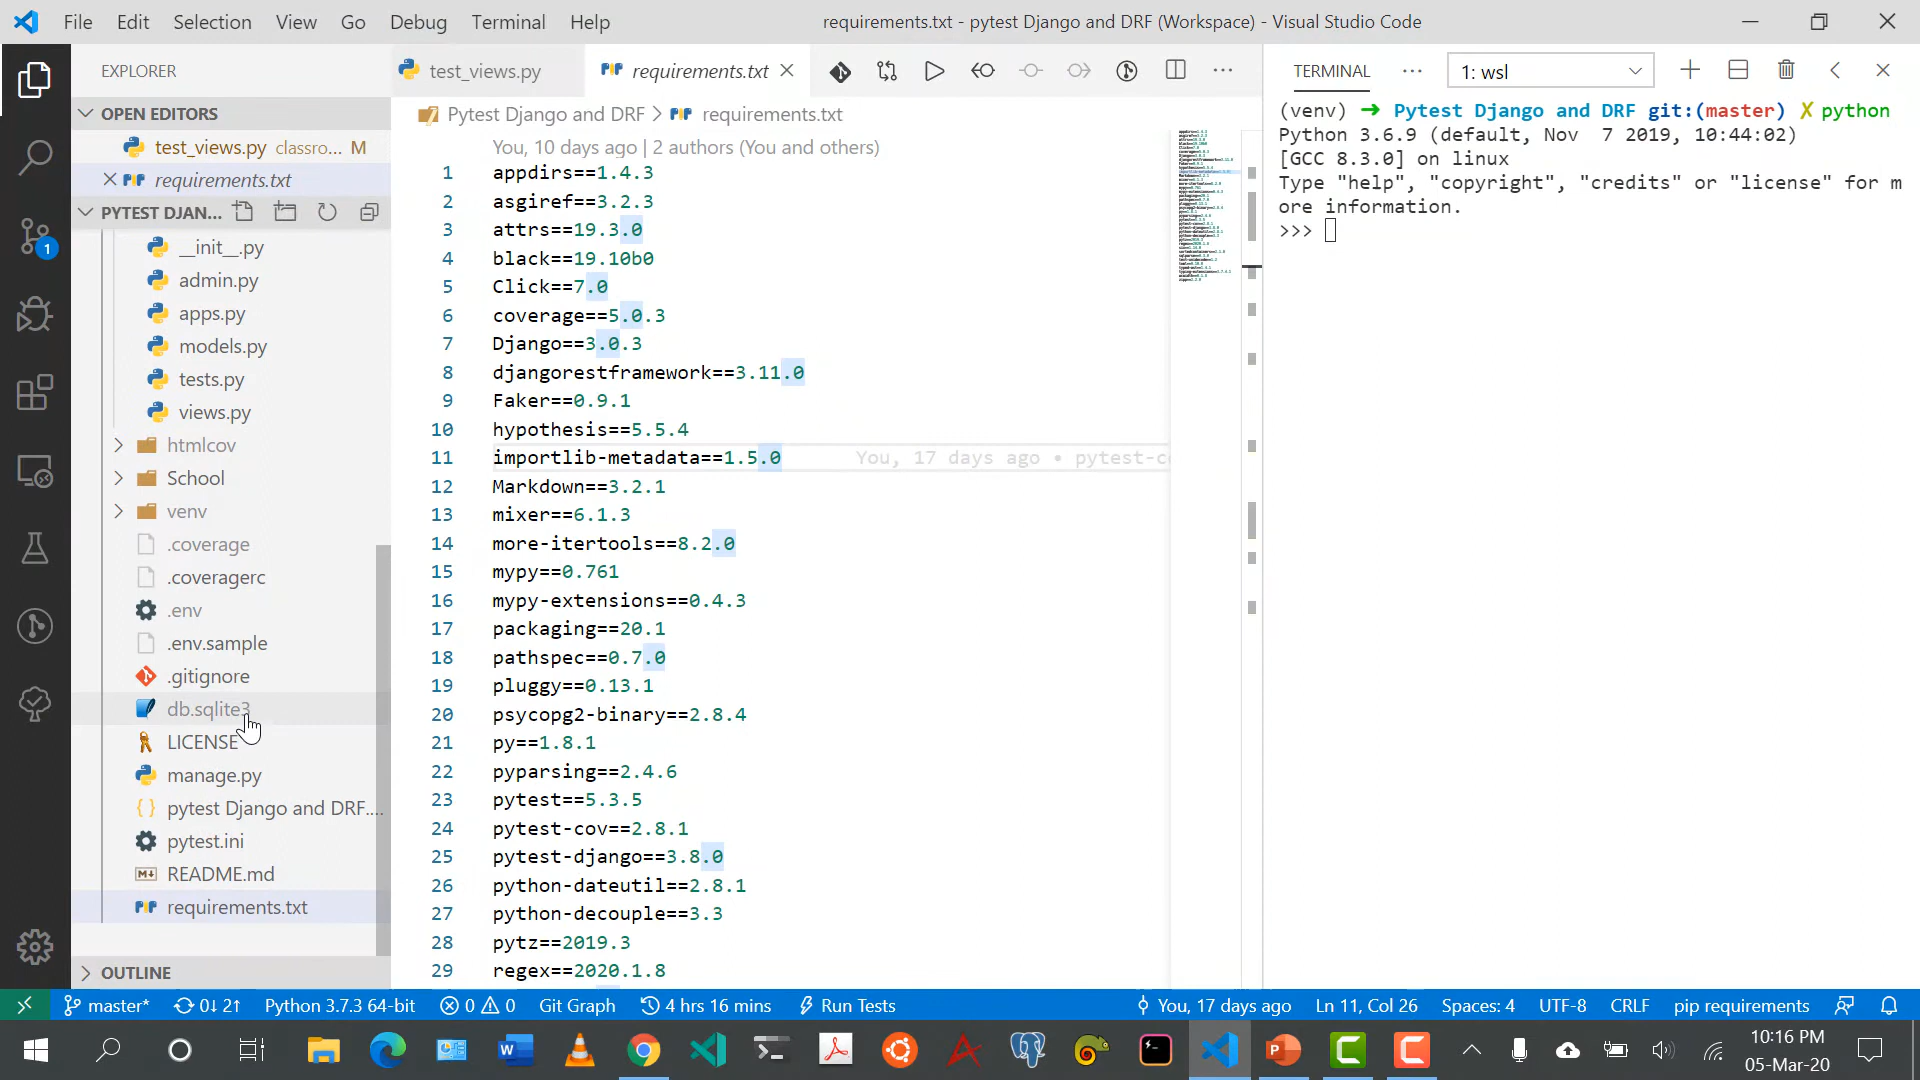 File Edit Selection View Go Debug Terminal Help
requirements.txt - pytest Django and DRF (Workspace) - Visual Studio Code
EXPLORER
OPEN EDITORS
test_views.py classro... M
requirements.txt
PYTEST DJAN...
__init__.py
admin.py
apps.py
models.py
tests.py
views.py
htmlcov
School
venv
.coverage
.coveragerc
.env
.env.sample
.gitignore
db.sqlite3
LICENSE
manage.py
pytest Django and DRF....
pytest.ini
README.md
requirements.txt
OUTLINE
1
test_views.py
requirements.txt
Pytest Django and DRF > requirements.txt
You, 10 days ago | 2 authors (You and others)
1 appdirs==1.4.3
2 asgiref==3.2.3
3 attrs==19.3.0
4 black==19.10b0
5 Click==7.0
6 coverage==5.0.3
7 Django==3.0.3
8 djangorestframework==3.11.0
9 Faker==0.9.1
10 hypothesis==5.5.4
11 importlib-metadata==1.5.0 You, 17 days ago • pytest-c
12 Markdown==3.2.1
13 mixer==6.1.3
14 more-itertools==8.2.0
15 mypy==0.761
16 mypy-extensions==0.4.3
17 packaging==20.1
18 pathspec==0.7.0
19 pluggy==0.13.1
20 psycopg2-binary==2.8.4
21 py==1.8.1
22 pyparsing==2.4.6
23 pytest==5.3.5
24 pytest-cov==2.8.1
25 pytest-django==3.8.0
26 python-dateutil==2.8.1
27 python-decouple==3.3
28 pytz==2019.3
29 regex==2020.1.8
TERMINAL ... 1: wsl
(venv) ➜ Pytest Django and DRF git:(master) ✗ python
Python 3.6.9 (default, Nov  7 2019, 10:44:02)
[GCC 8.3.0] on linux
Type "help", "copyright", "credits" or "license" for m
ore information.
>>>
master* 0↓ 2↑ Python 3.7.3 64-bit 0 0 Git Graph 4 hrs 16 mins Run Tests You, 17 days ago Ln 11, Col 26 Spaces: 4 UTF-8 CRLF pip requirements
10:16 PM
05-Mar-20